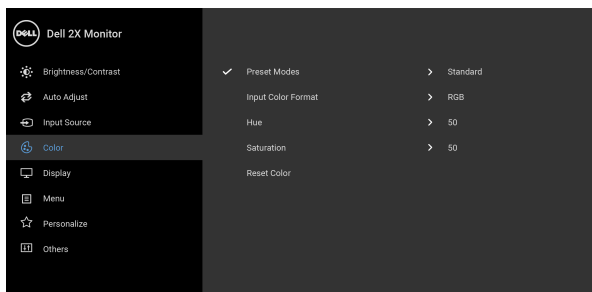 DELL Dell 2X Monitor
Brightness/Contrast
Auto Adjust
Input Source
Color
Display
Menu
Personalize
Others
Preset Modes Standard
Input Color Format RGB
Hue 50
Saturation 50
Reset Color